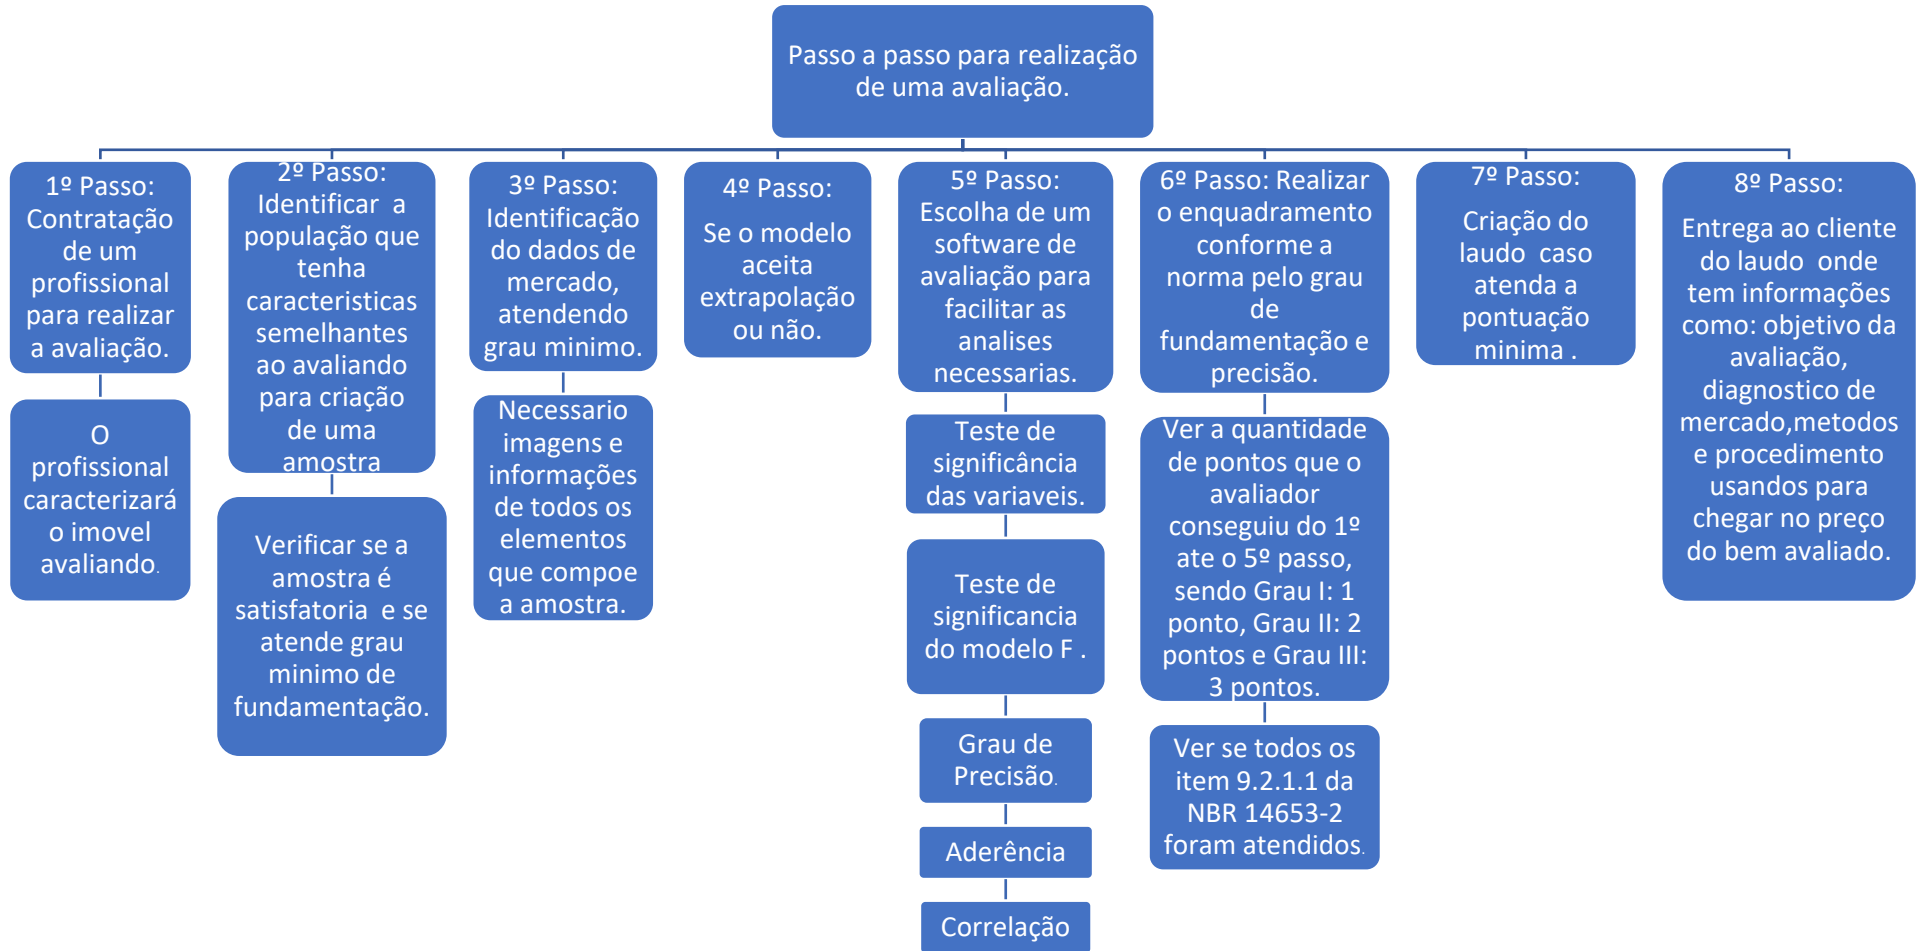 Passo a passo para realização
de uma avaliação.
1º Passo:
Contratação
de um
profissional
para realizar
a avaliação.
O
profissional
caracterizará
o imovel
avaliando.
2º Passo:
Identificar a
população que
tenha
caracteristicas
semelhantes
ao avaliando
para criação
de uma
amostra
Verificar se a
amostra é
satisfatoria e se
atende grau
minimo de
fundamentação.
3º Passo:
Identificação
do dados de
mercado,
atendendo
grau minimo.
Necessario
imagens e
informações
de todos os
elementos
que compoe
a amostra.
4º Passo:
Se o modelo
aceita
extrapolação
ou não.
5º Passo:
Escolha de um
software de
avaliação para
facilitar as
analises
necessarias.
Teste de
significância
das variaveis.
Teste de
significancia
do modelo F .
Grau de
Precisão.
Aderência
Correlação
6º Passo: Realizar
o enquadramento
conforme a
norma pelo grau
de
fundamentação e
precisão.
Ver a quantidade
de pontos que o
avaliador
conseguiu do 1º
ate o 5º passo,
sendo Grau I: 1
ponto, Grau II: 2
pontos e Grau III:
3 pontos.
Ver se todos os
item 9.2.1.1 da
NBR 14653-2
foram atendidos.
7º Passo:
Criação do
laudo caso
atenda a
pontuação
minima .
8º Passo:
Entrega ao cliente
do laudo onde
tem informações
como: objetivo da
avaliação,
diagnostico de
mercado,metodos
e procedimento
usandos para
chegar no preço
do bem avaliado.